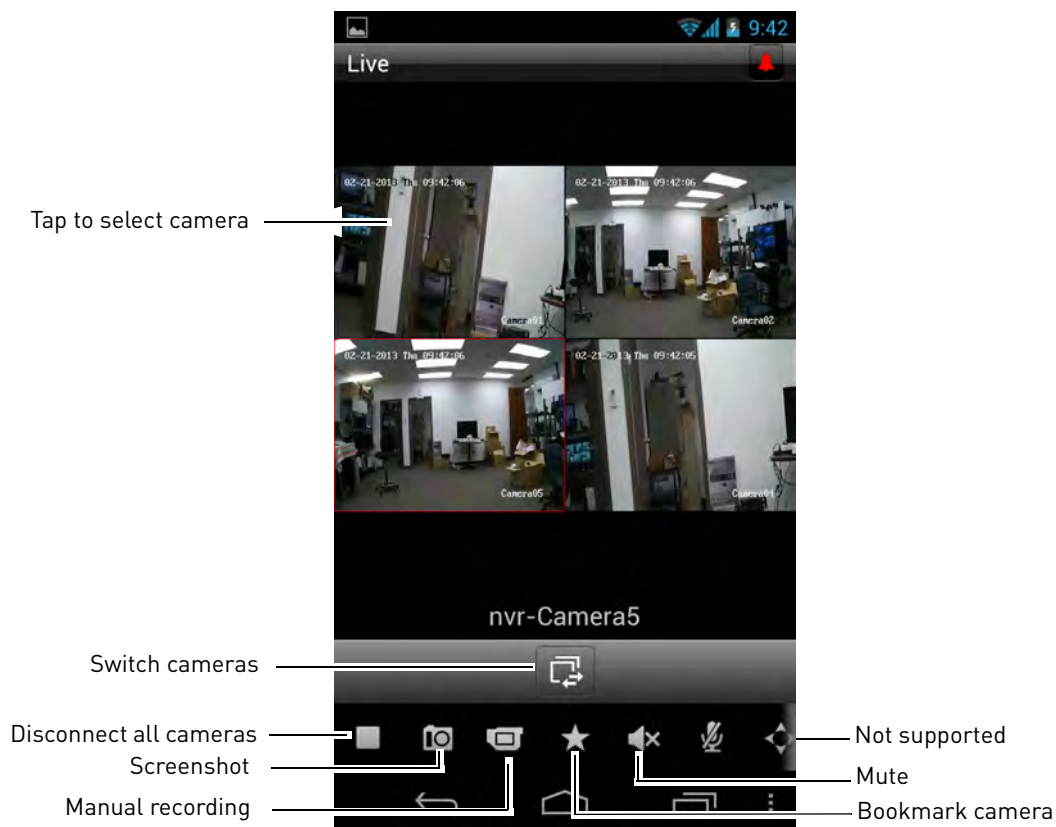 9:42
Live
02-21-2013 Thu 09:42:06
02-21-2013 Thu 09:42:06
Tap to select camera
Camera01
Camera02
02-21-2013 Thu 09:42:06
02-21-2013 Thu 09:42:05
Camera05
Camera04
nvr-Camera5
Switch cameras
Disconnect all cameras
Not supported
Screenshot
Mute
Manual recording
Bookmark camera